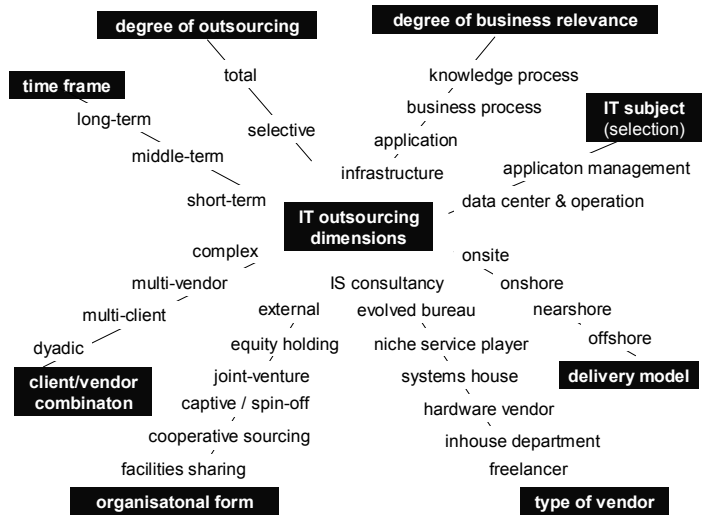 degree of outsourcing
degree of business relevance
total
knowledge process
time frame
business process
IT subject
(selection)
long-term
selective
application
middle-term
infrastructure
applicaton management
short-term
data center & operation
IT outsourcing
dimensions
complex
onsite
multi-vendor
IS consultancy
onshore
multi-client
external
evolved bureau
nearshore
dyadic
equity holding
niche service player
offshore
client/vendor
combinaton
joint-venture
systems house
delivery model
captive / spin-off
hardware vendor
cooperative sourcing
inhouse department
facilities sharing
freelancer
organisatonal form
type of vendor